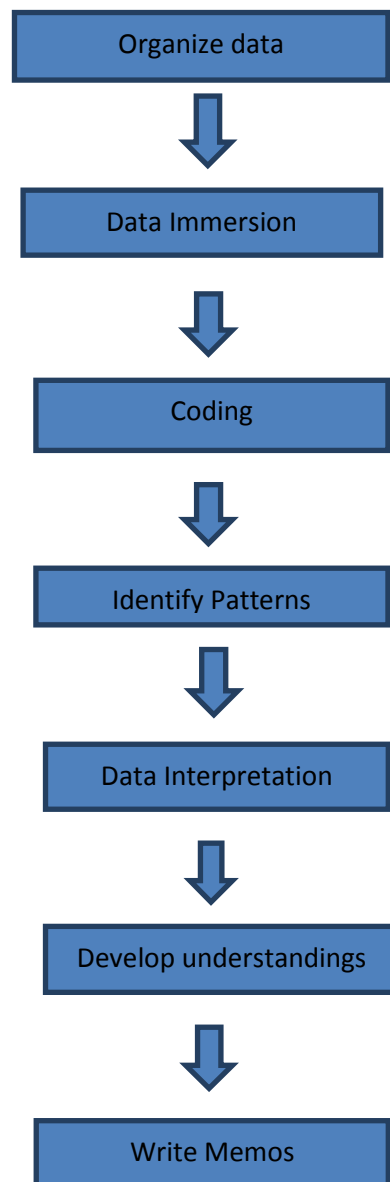 Organize data
Data Immersion
Coding
Identify Patterns
Data Interpretation
Develop understandings
Write Memos